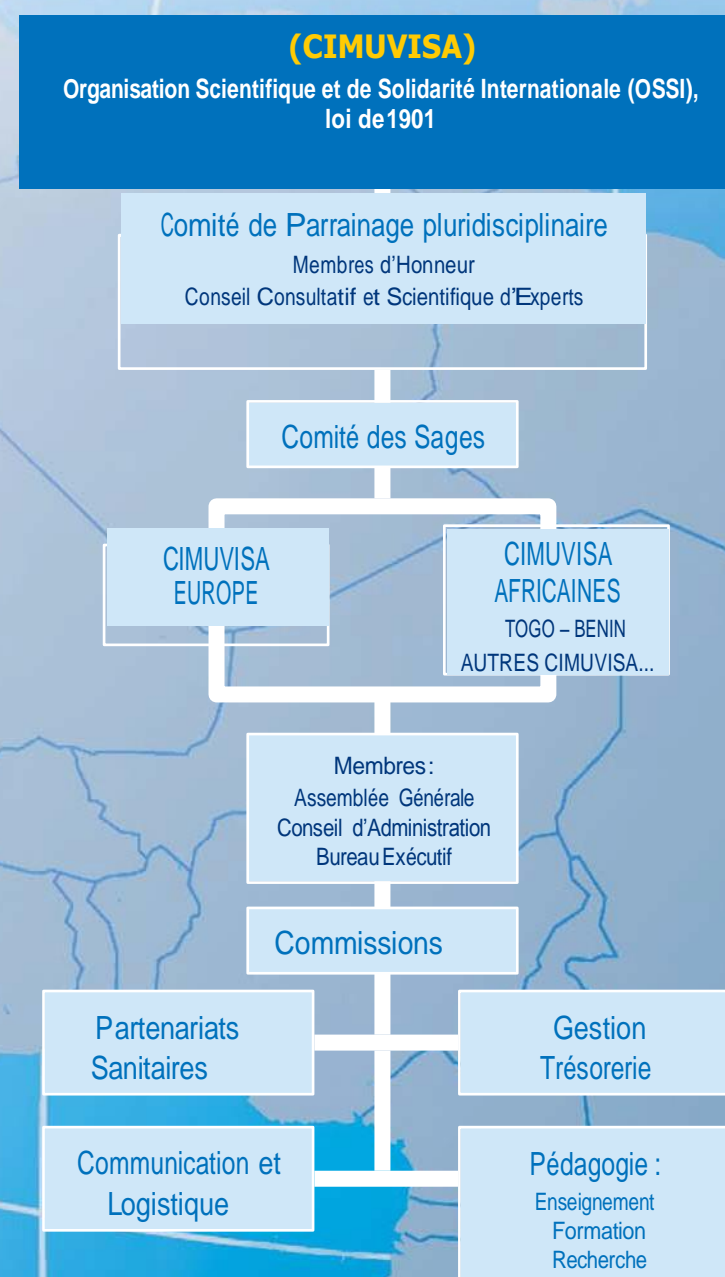 (CIMUVISA)
Organisation Scientifique et de Solidarité Internationale (OSSI),
loi de1901
Comité de Parrainage pluridisciplinaire
Membres d'Honneur
Conseil Consultatif et Scientifique d'Experts
Comité des Sages
CIMUVISA
EUROPE
CIMUVISA
AFRICAINES
TOGO – BENIN
AUTRES CIMUVISA...
Membres:
Assemblée Générale
Conseil d'Administration
Bureau Exécutif
Commissions
Partenariats
Sanitaires
Gestion
Trésorerie
Communication et
Logistique
Pédagogie :
Enseignement
Formation
Recherche